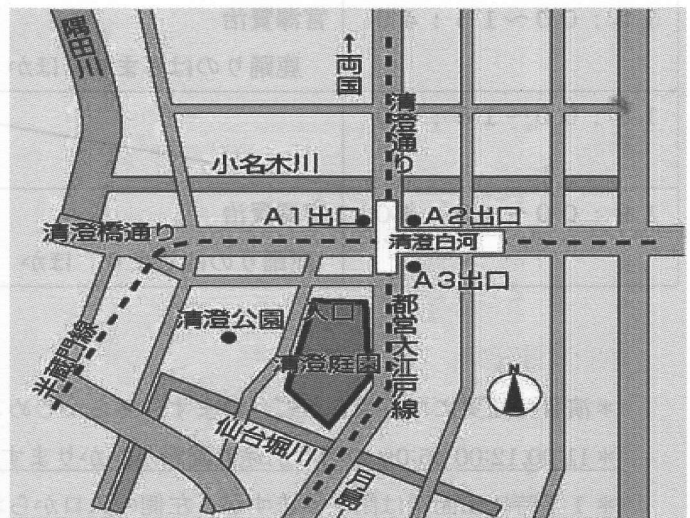 隅田川
↑両国
清澄通り
小名木川
A1出口
A2出口
清澄橋通り
清澄白河
A3出口
半蔵門線
清澄公園
入口
清澄庭園
都営大江戸線
N
仙台堀川
月島